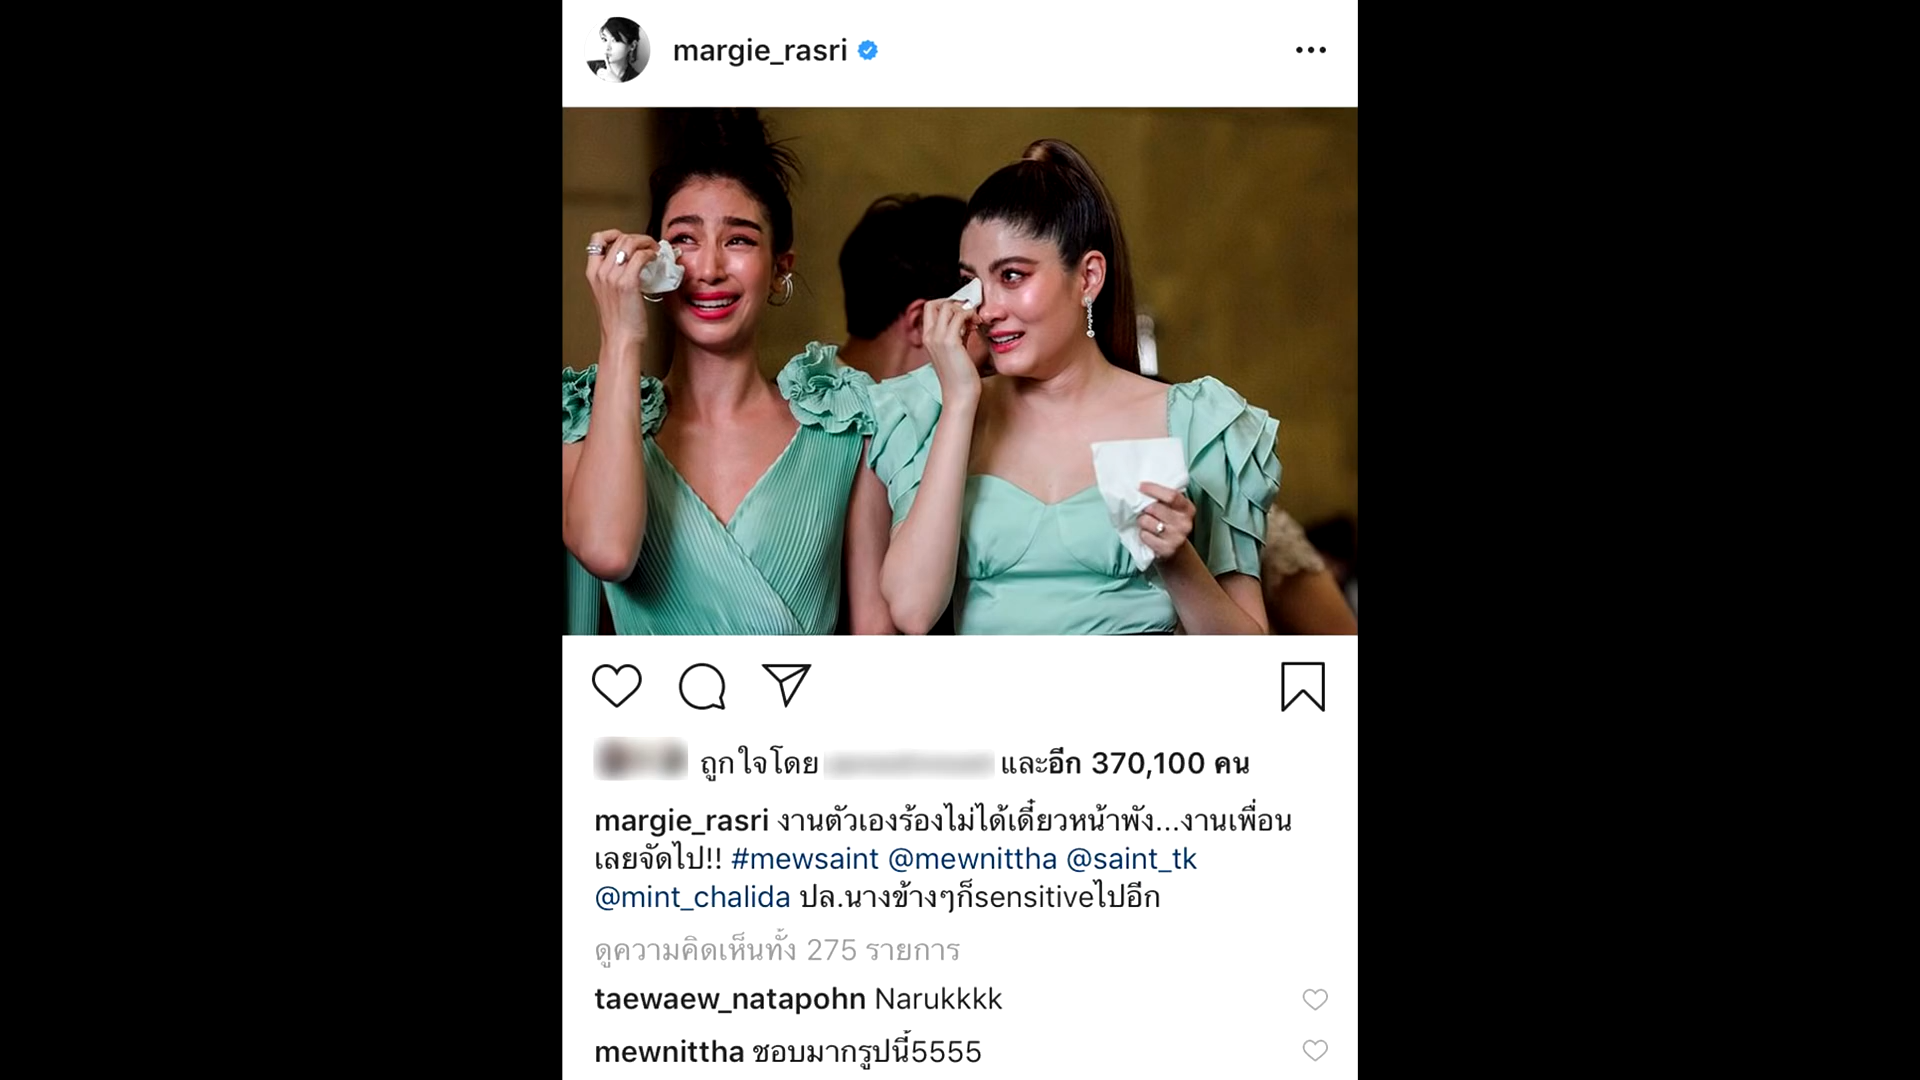 margie_rasri
ถูกใจโดย และอีก 370,100 คน
margie_rasri งานตัวเองร้องไม่ได้เดี๋ยวหน้าพัง...งานเพื่อน
เลยจัดไป!! #mewsaint @mewnittha @saint_tk
@mint_chalida ปล.นางข้างๆก็sensitiveไปอีก
ดูความคิดเห็นทั้ง 275 รายการ
taewaew_natapohn Narukkkk
mewnittha ชอบมากรูปนี้5555